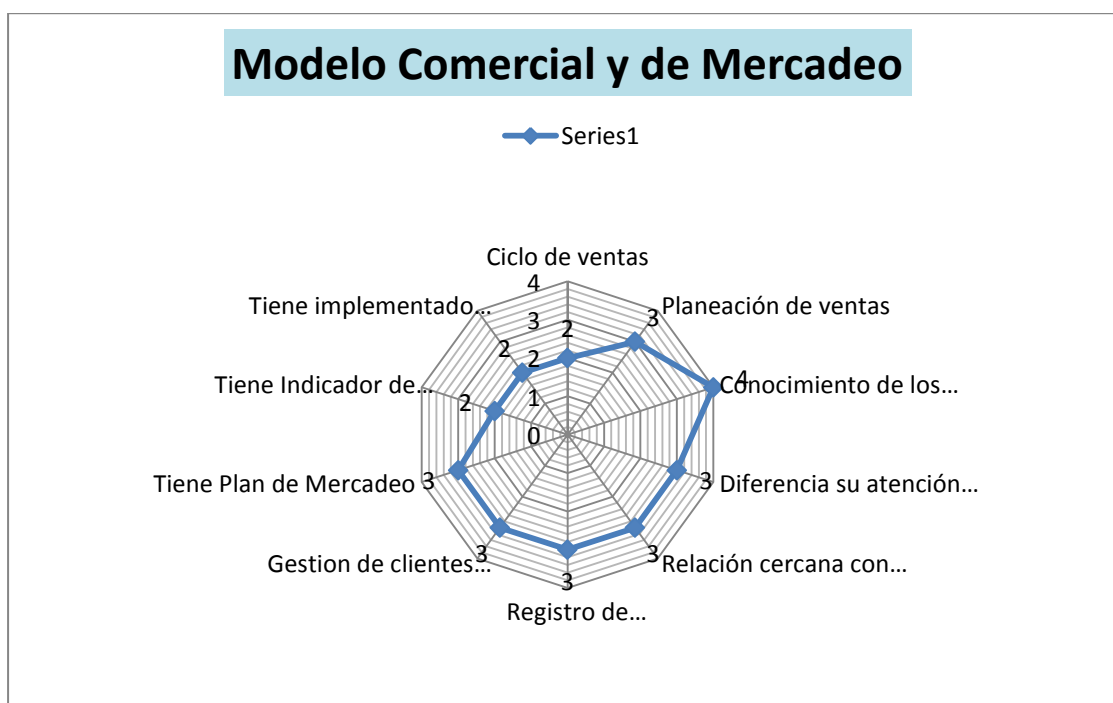 Modelo Comercial y de Mercadeo
Series1
Ciclo de ventas
4
Tiene implementado…
Planeación de ventas
3
3
2
2
2
Tiene Indicador de…
2
4
Conocimiento de los…
1
0
Tiene Plan de Mercadeo
3
3
Diferencia su atención…
Gestion de clientes…
3
3
Relación cercana con…
3
Registro de…